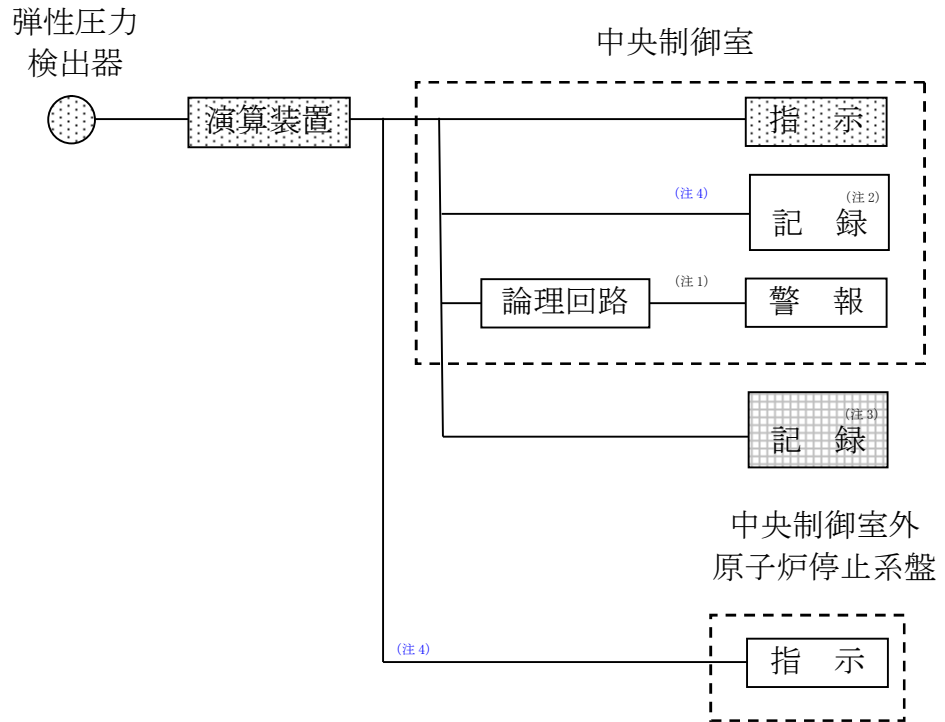 弾性圧力
検出器
中央制御室
演算装置
指　示
(注4)
(注2)
記　録
論理回路
(注1)
警　報
(注3)
記　録
中央制御室外
原子炉停止系盤
(注4)
指　示